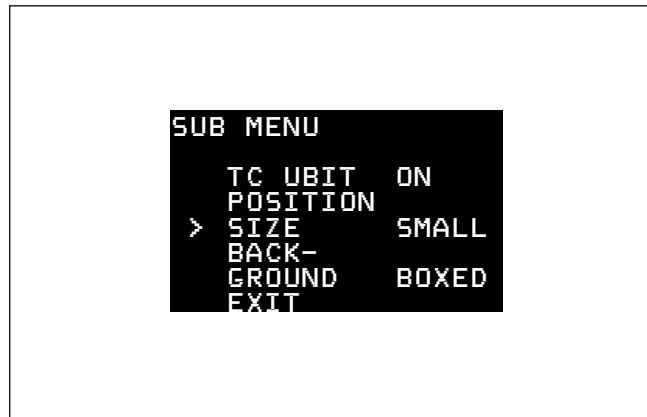 SUB MENU
TC UBIT ON
POSITION
> SIZE SMALL
BACK-
GROUND BOXED
EXIT